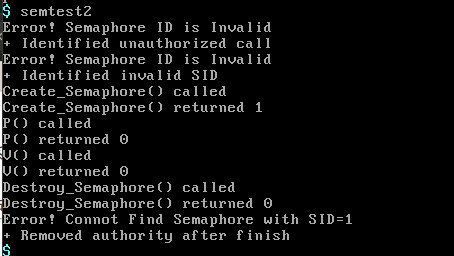 $ semtest2
Error! Semaphore ID is Invalid
+ Identified unauthorized call
Error! Semaphore ID is Invalid
+ Identified invalid SID
Create_Semaphore() called
Create_Semaphore() returned 1
P() called
P() returned 0
V() called
V() returned 0
Destroy_Semaphore() called
Destroy_Semaphore() returned 0
Error! Connot Find Semaphore with SID=1
+ Removed authority after finish
$